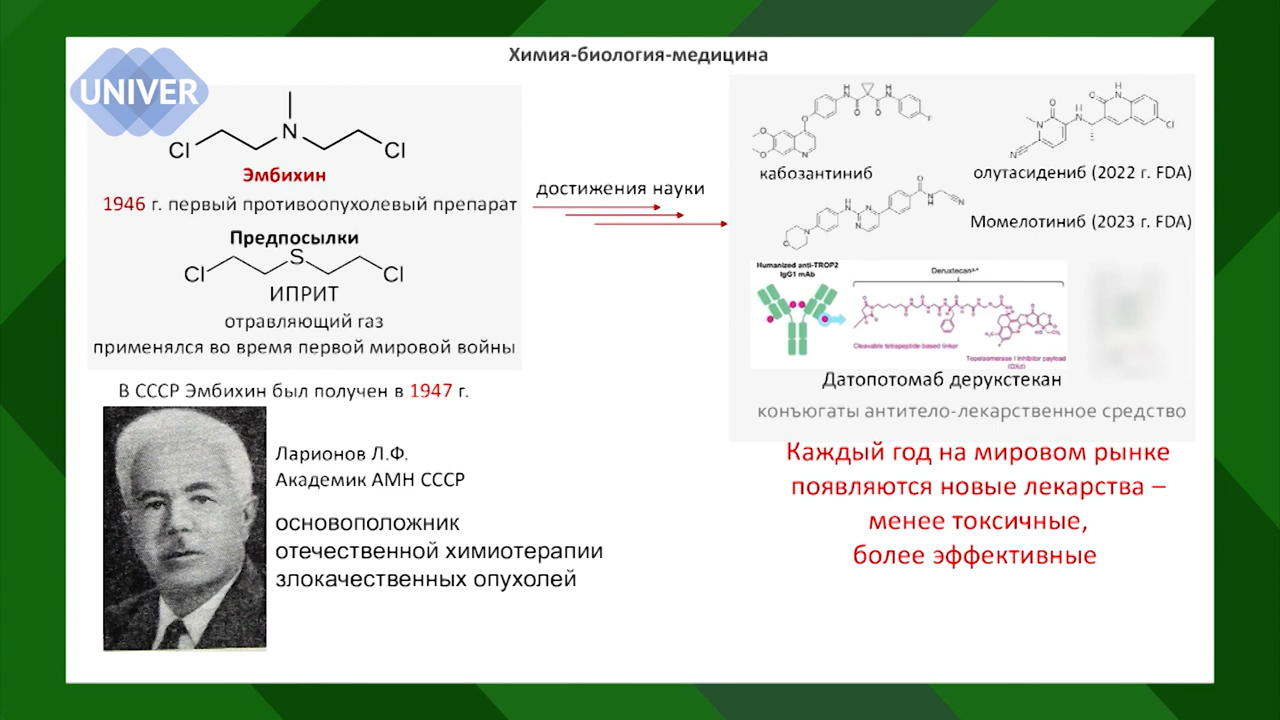 Химия-биология-медицина
UNIVER
N
Cl
Cl
Эмбихин
1946 г. первый противоопухолевый препарат
Предпосылки
S
Cl
Cl
ИПРИТ
отравляющий газ
применялся во время первой мировой войны
В СССР Эмбихин был получен в 1947 г.
Ларионов Л.Ф.
Академик АМН СССР
основоположник
отечественной химиотерапии
злокачественных опухолей
достижения науки
кабозантиниб
олутасидениб (2022 г. FDA)
Момелотиниб (2023 г. FDA)
Humanized anti-TROP2
IgG1 mAb
Deruxtecan
Cleavable tetrapeptide-based linker
Topoisomerase I inhibitor payload
(DXd)
Датопотомаб дерукстекан
конъюгаты антитело-лекарственное средство
Каждый год на мировом рынке
появляются новые лекарства –
менее токсичные,
более эффективные